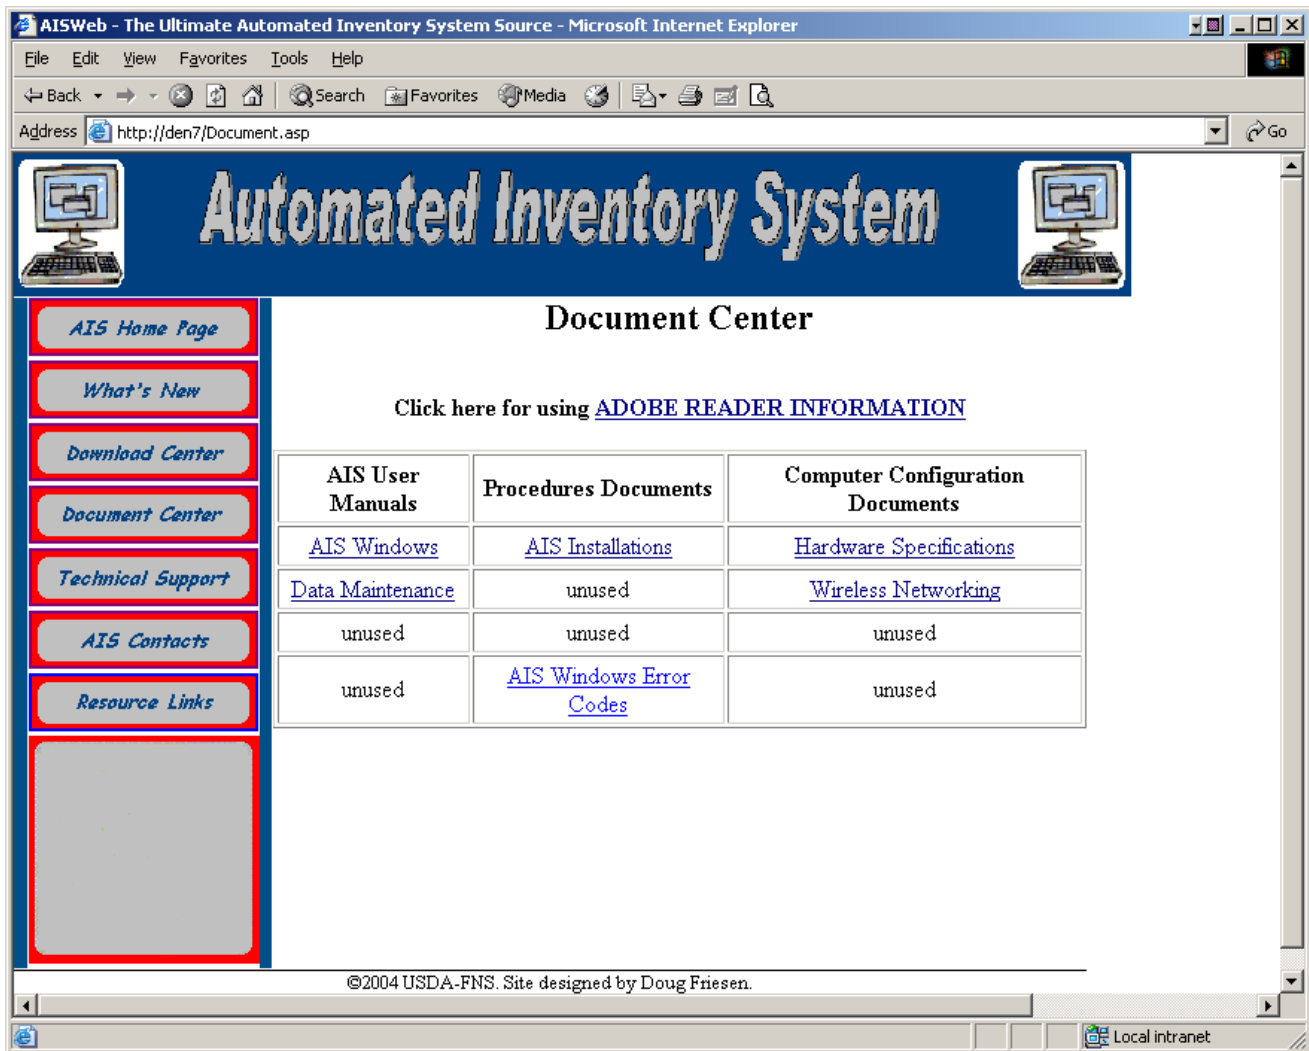 AISWeb - The Ultimate Automated Inventory System Source - Microsoft Internet Explorer
File Edit View Favorites Tools Help
Back Search Favorites Media
Address http://den7/Document.asp Go
Automated Inventory System
AIS Home Page
What's New
Download Center
Document Center
Technical Support
AIS Contacts
Resource Links
Document Center
Click here for using ADOBE READER INFORMATION
AIS User
Manuals
Procedures Documents
Computer Configuration
Documents
AIS Windows
AIS Installations
Hardware Specifications
Data Maintenance
unused
Wireless Networking
unused
unused
unused
unused
AIS Windows Error
Codes
unused
©2004 USDA-FNS. Site designed by Doug Friesen.
Local intranet